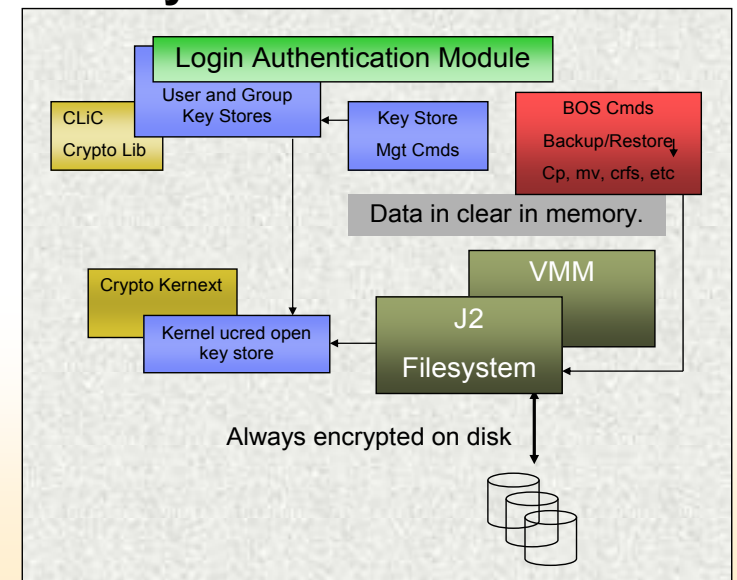 Login Authentication Module
User and Group
Key Stores
CLiC
Crypto Lib
Key Store
Mgt Cmds
BOS Cmds
Backup/Restore
Cp, mv, crfs, etc
Data in clear in memory.
VMM
Crypto Kernext
J2
Filesystem
Kernel ucred open
key store
Always encrypted on disk